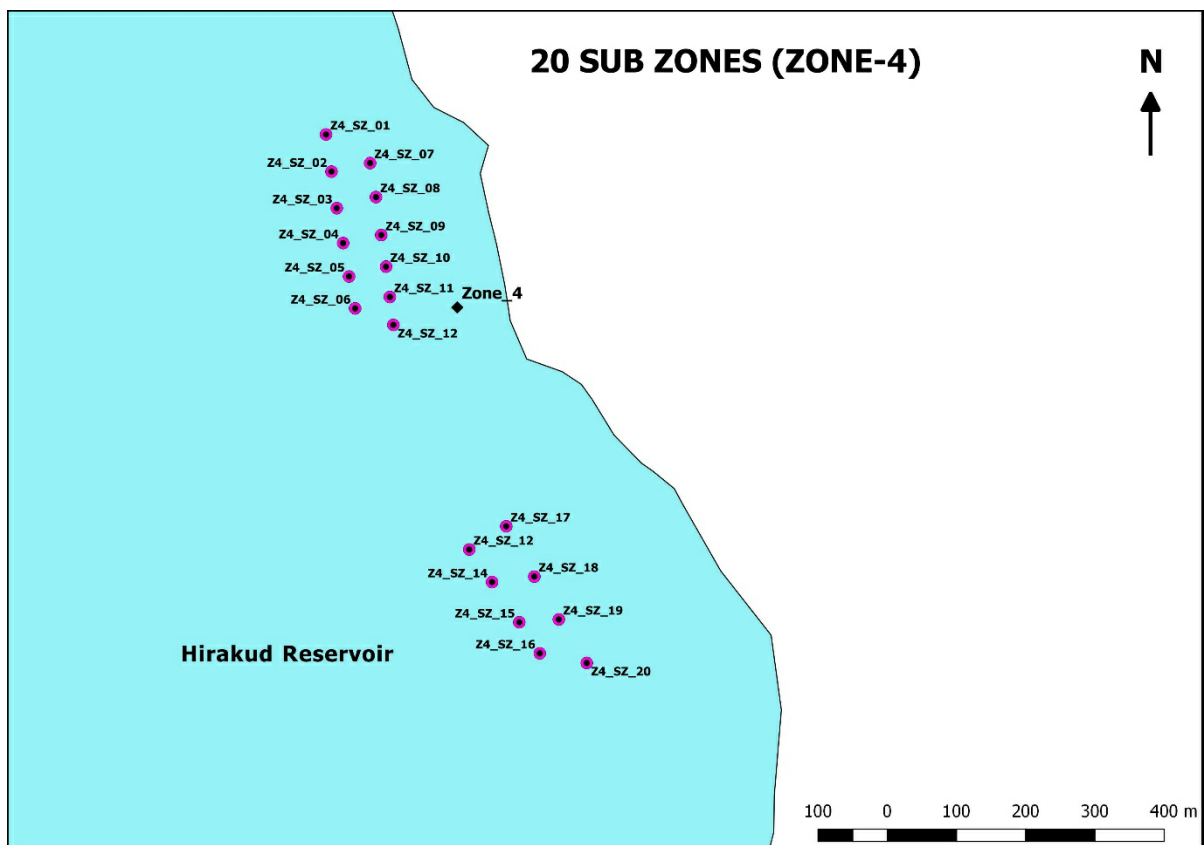 20 SUB ZONES (ZONE-4)
N
Z4_SZ_01
Z4_SZ_07
Z4_SZ_02
Z4_SZ_08
Z4_SZ_03
Z4_SZ_09
Z4_SZ_04
Z4_SZ_10
Z4_SZ_05
Z4_SZ_11
Zone_4
Z4_SZ_06
Z4_SZ_12
Z4_SZ_17
Z4_SZ_12
Z4_SZ_18
Z4_SZ_14
Z4_SZ_19
Z4_SZ_15
Z4_SZ_16
Hirakud Reservoir
Z4_SZ_20
100 0 100 200 300 400 m